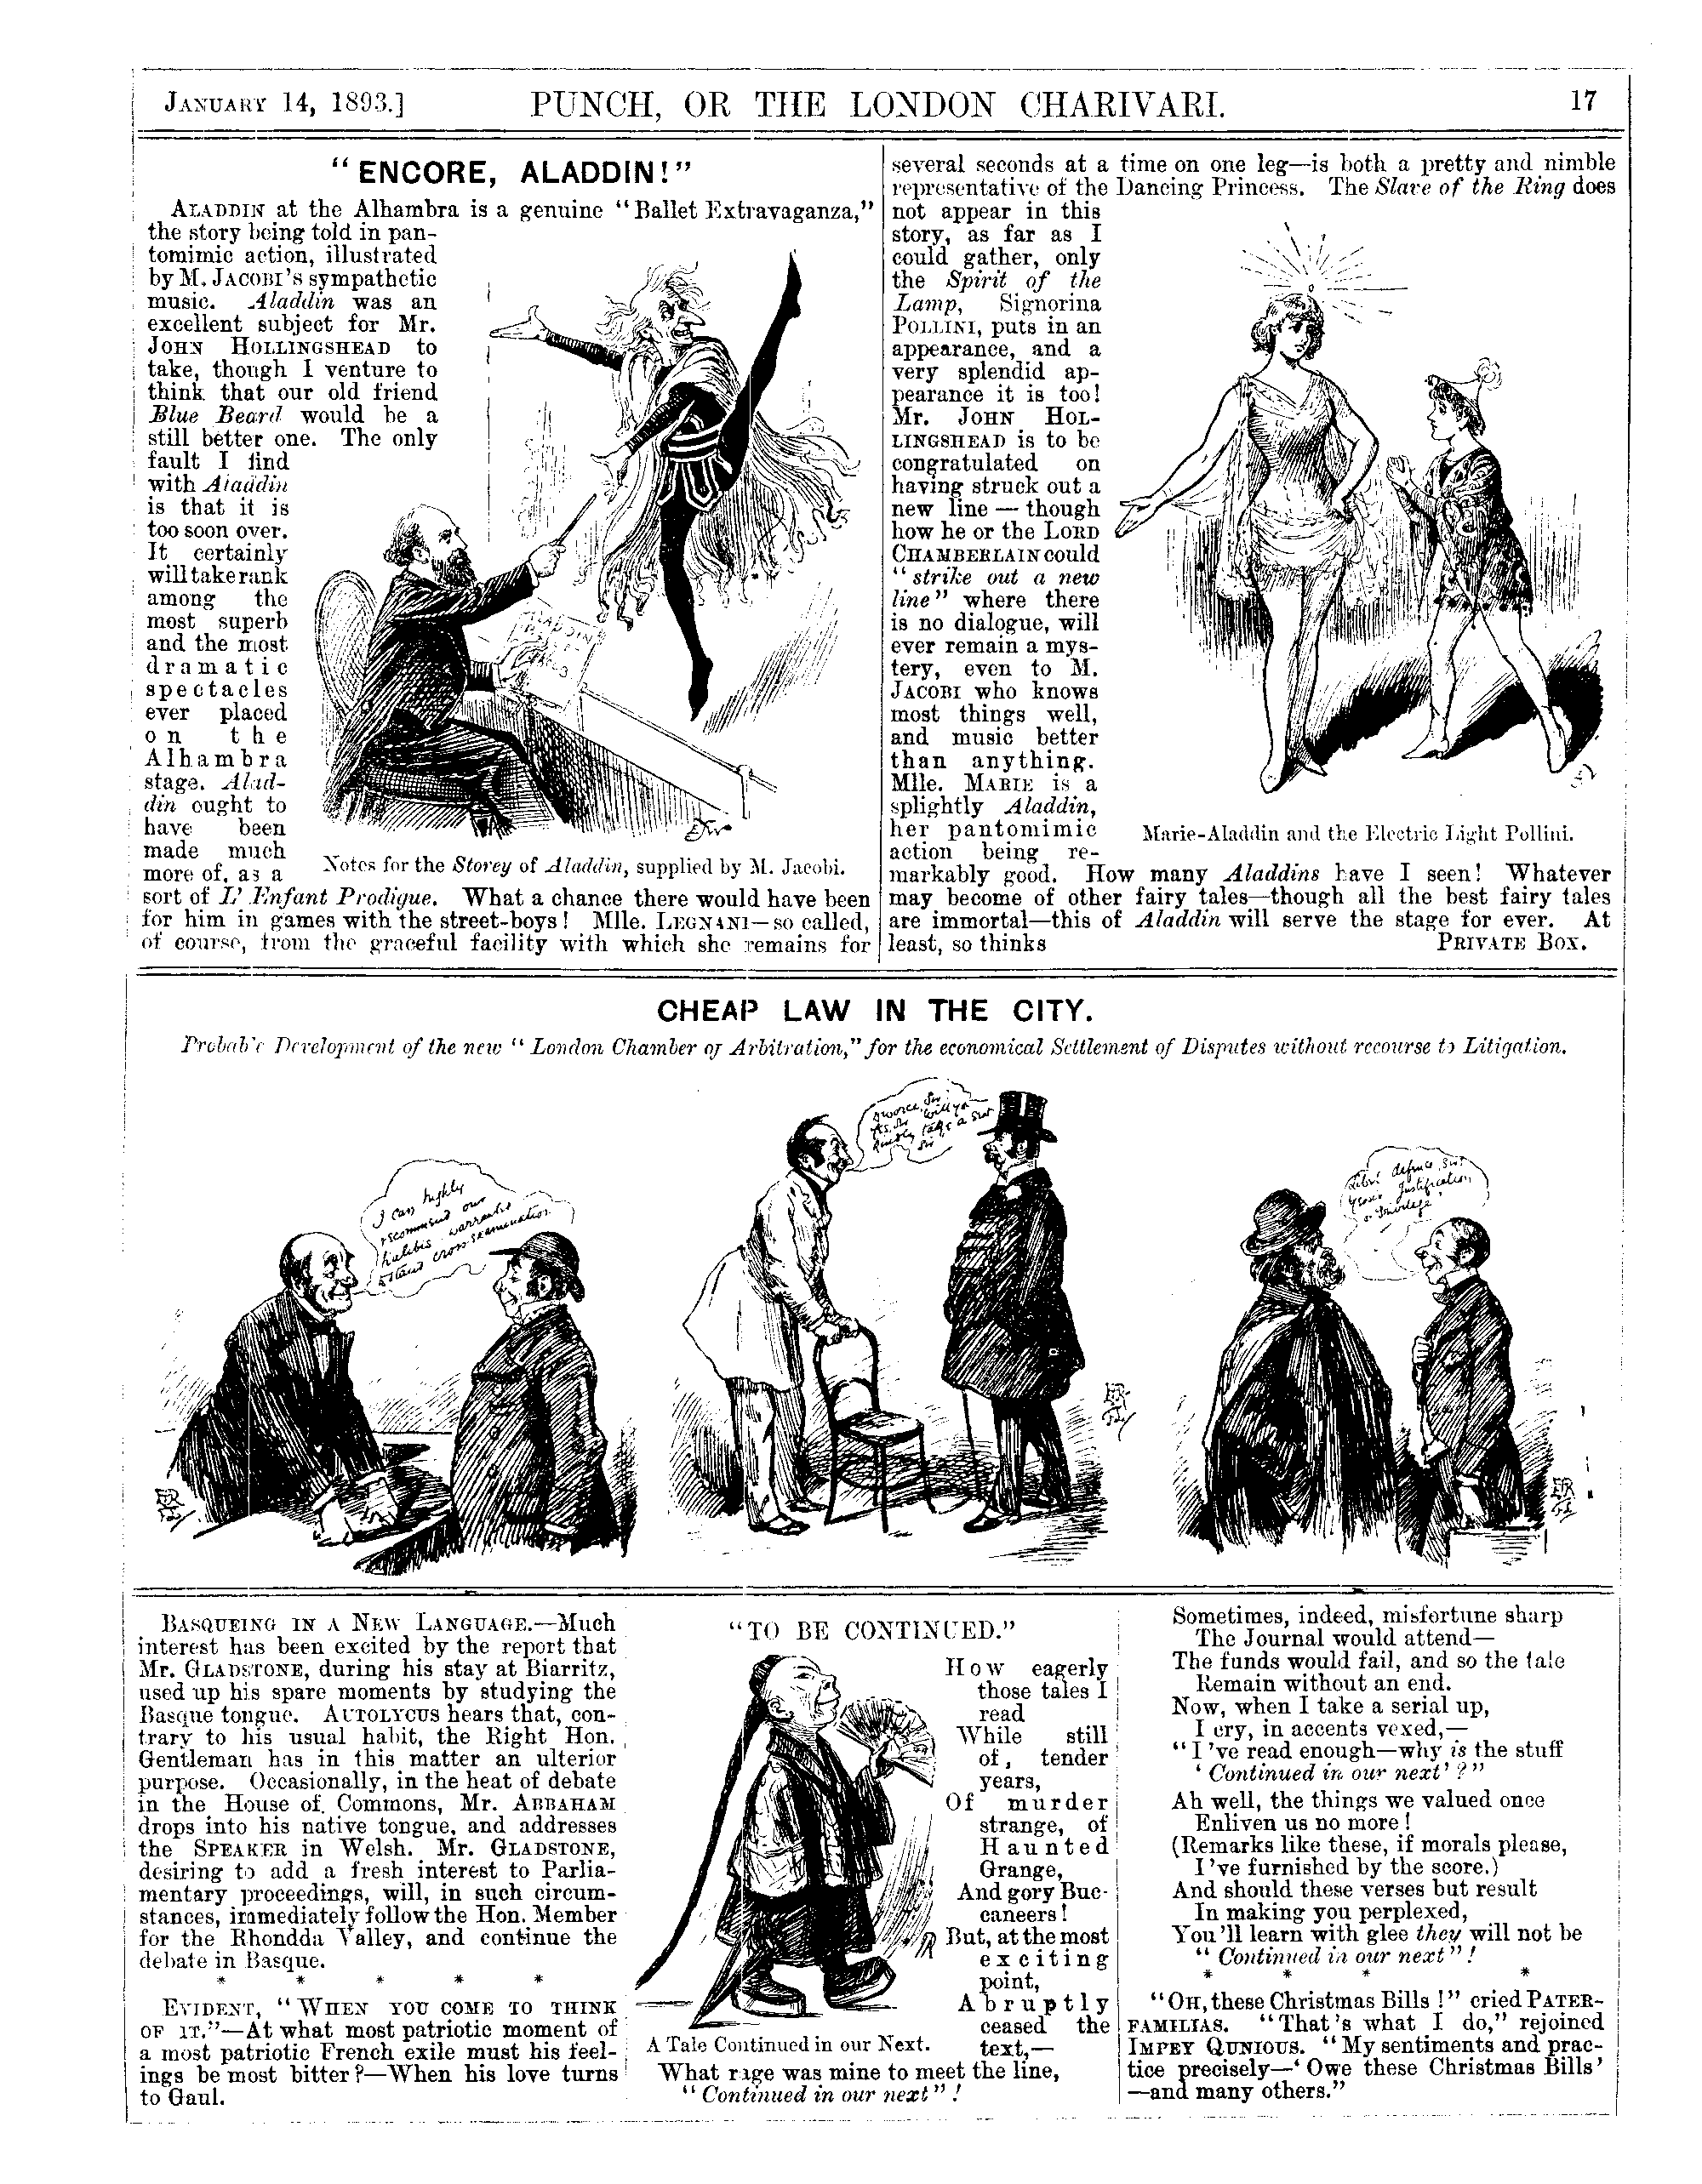 JANUARY 14, 1893.] PUNCH, OR THE LONDON CHARIVARI. 17
"ENCORE, ALADDIN!"
ALADDIN at the Alhambra is a genuine "Ballet Extravaganza,"
the story being told in pan-
tomimic action, illustrated
by M. JACOBI's sympathetic
music. Aladdin was an
excellent subject for Mr.
JOHN HOLLINGSHEAD to
take, though I venture to
think that our old friend
Blue Beard would be a
still better one. The only
fault I find
with Aladdin
is that it is
too soon over.
It certainly
will take rank
among the
most superb
and the most
dramatic
spectacles
ever placed
on the
Alhambra
stage. Alad-
din ought to
have been
made much
more of, as a
sort of L'Enfant Prodigue. What a chance there would have been
for him in games with the street-boys! Mlle. LEGNANI—so called,
of course, from the graceful facility with which she remains for
ALADDIN
Notes for the Storey of Aladdin, supplied by M. Jacobi.
several seconds at a time on one leg—is both a pretty and nimble
representative of the Dancing Princess. The Slave of the Ring does
not appear in this
story, as far as I
could gather, only
the Spirit of the
Lamp, Signorina
POLLINI, puts in an
appearance, and a
very splendid ap-
pearance it is too!
Mr. JOHN HOL-
LINGSHEAD is to be
congratulated on
having struck out a
new line — though
how he or the LORD
CHAMBERLAIN could
"strike out a new
line" where there
is no dialogue, will
ever remain a mys-
tery, even to M.
JACOBI who knows
most things well,
and music better
than anything.
Mlle. MARIE is a
splightly Aladdin,
her pantomimic
action being re-
markably good. How many Aladdins have I seen! Whatever
may become of other fairy tales—though all the best fairy tales
are immortal—this of Aladdin will serve the stage for ever. At
least, so thinks PRIVATE BOX.
Marie-Aladdin and the Electric Light Pollini.
CHEAP LAW IN THE CITY.
Probable Development of the new "London Chamber of Arbitration," for the economical Settlement of Disputes without recourse to Litigation.
I can highly
recommend our
halibis warranted
to stand cross-examination
Divorce, Sir?
Yes, Sir will you
kindly take a seat
Sir
Libel defence, Sir?
Yessir Justification
or Privilege?
BASQUEING IN A NEW LANGUAGE.—Much
interest has been excited by the report that
Mr. GLADSTONE, during his stay at Biarritz,
used up his spare moments by studying the
Basque tongue. AUTOLYCUS hears that, con-
trary to his usual habit, the Right Hon.
Gentleman has in this matter an ulterior
purpose. Occasionally, in the heat of debate
in the House of Commons, Mr. ABRAHAM
drops into his native tongue, and addresses
the SPEAKER in Welsh. Mr. GLADSTONE,
desiring to add a fresh interest to Parlia-
mentary proceedings, will, in such circum-
stances, immediately follow the Hon. Member
for the Rhondda Valley, and continue the
debate in Basque.
* * * * *
EVIDENT, "WHEN YOU COME TO THINK
OF IT."—At what most patriotic moment of
a most patriotic French exile must his feel-
ings be most bitter?—When his love turns
to Gaul.
"TO BE CONTINUED."
How eagerly
those tales I
read
While still
of, tender
years,
Of murder
strange, of
Haunted
Grange,
And gory Buc-
caneers!
But, at the most
exciting
point,
Abruptly
ceased the
text,—
What rage was mine to meet the line,
"Continued in our next"!
A Tale Continued in our Next.
Sometimes, indeed, misfortune sharp
The Journal would attend—
The funds would fail, and so the tale
Remain without an end.
Now, when I take a serial up,
I cry, in accents vexed,—
"I've read enough—why is the stuff
'Continued in our next'?"
Ah well, the things we valued once
Enliven us no more!
(Remarks like these, if morals please,
I've furnished by the score.)
And should these verses but result
In making you perplexed,
You'll learn with glee they will not be
"Continued in our next"!
* * * *
"OH, these Christmas Bills!" cried PATER-
FAMILIAS. "That's what I do," rejoined
IMPEY QUNIOUS. "My sentiments and prac-
tice precisely—'Owe these Christmas Bills'
—and many others."